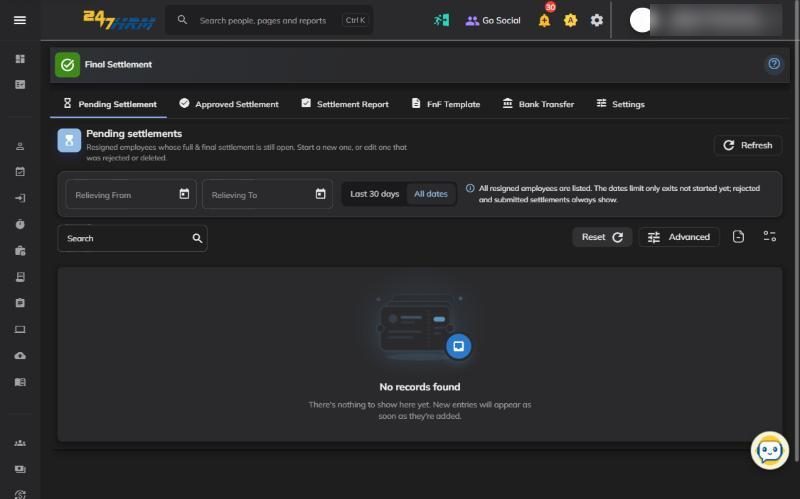 247HRM
Search people, pages and reports
Ctrl K
Go Social
30
A
Final Settlement
Pending Settlement
Approved Settlement
Settlement Report
FnF Template
Bank Transfer
Settings
Pending settlements
Resigned employees whose full & final settlement is still open. Start a new one, or edit one that
was rejected or deleted.
Refresh
Relieving From
Relieving To
Last 30 days
All dates
All resigned employees are listed. The dates limit only exits not started yet; rejected
and submitted settlements always show.
Search
Reset
Advanced
No records found
There's nothing to show here yet. New entries will appear as
soon as they're added.